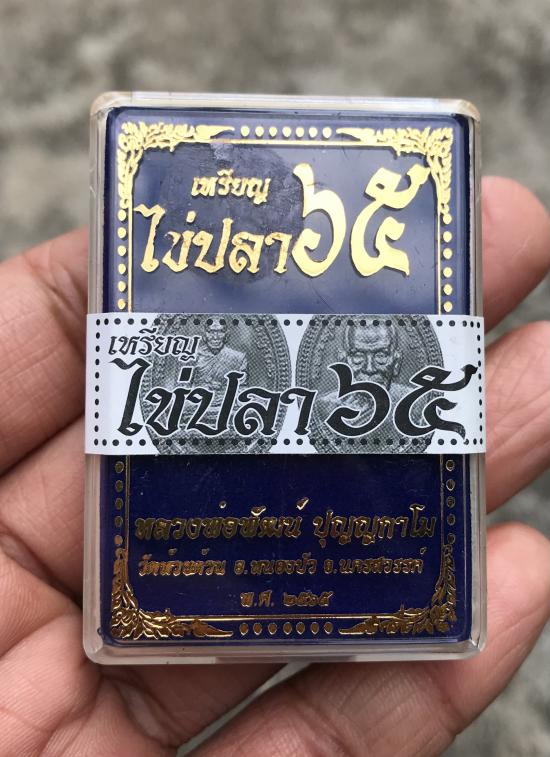 เหรียญ
ไข่ปลา ๖๕
เหรียญ
ไข่ปลา ๖๕
หลวงพ่อพัฒน์ ปุญญกาโม
วัดห้วยด้วน อ.หนองบัว จ.นครสวรรค์
พ.ศ. ๒๕๖๕